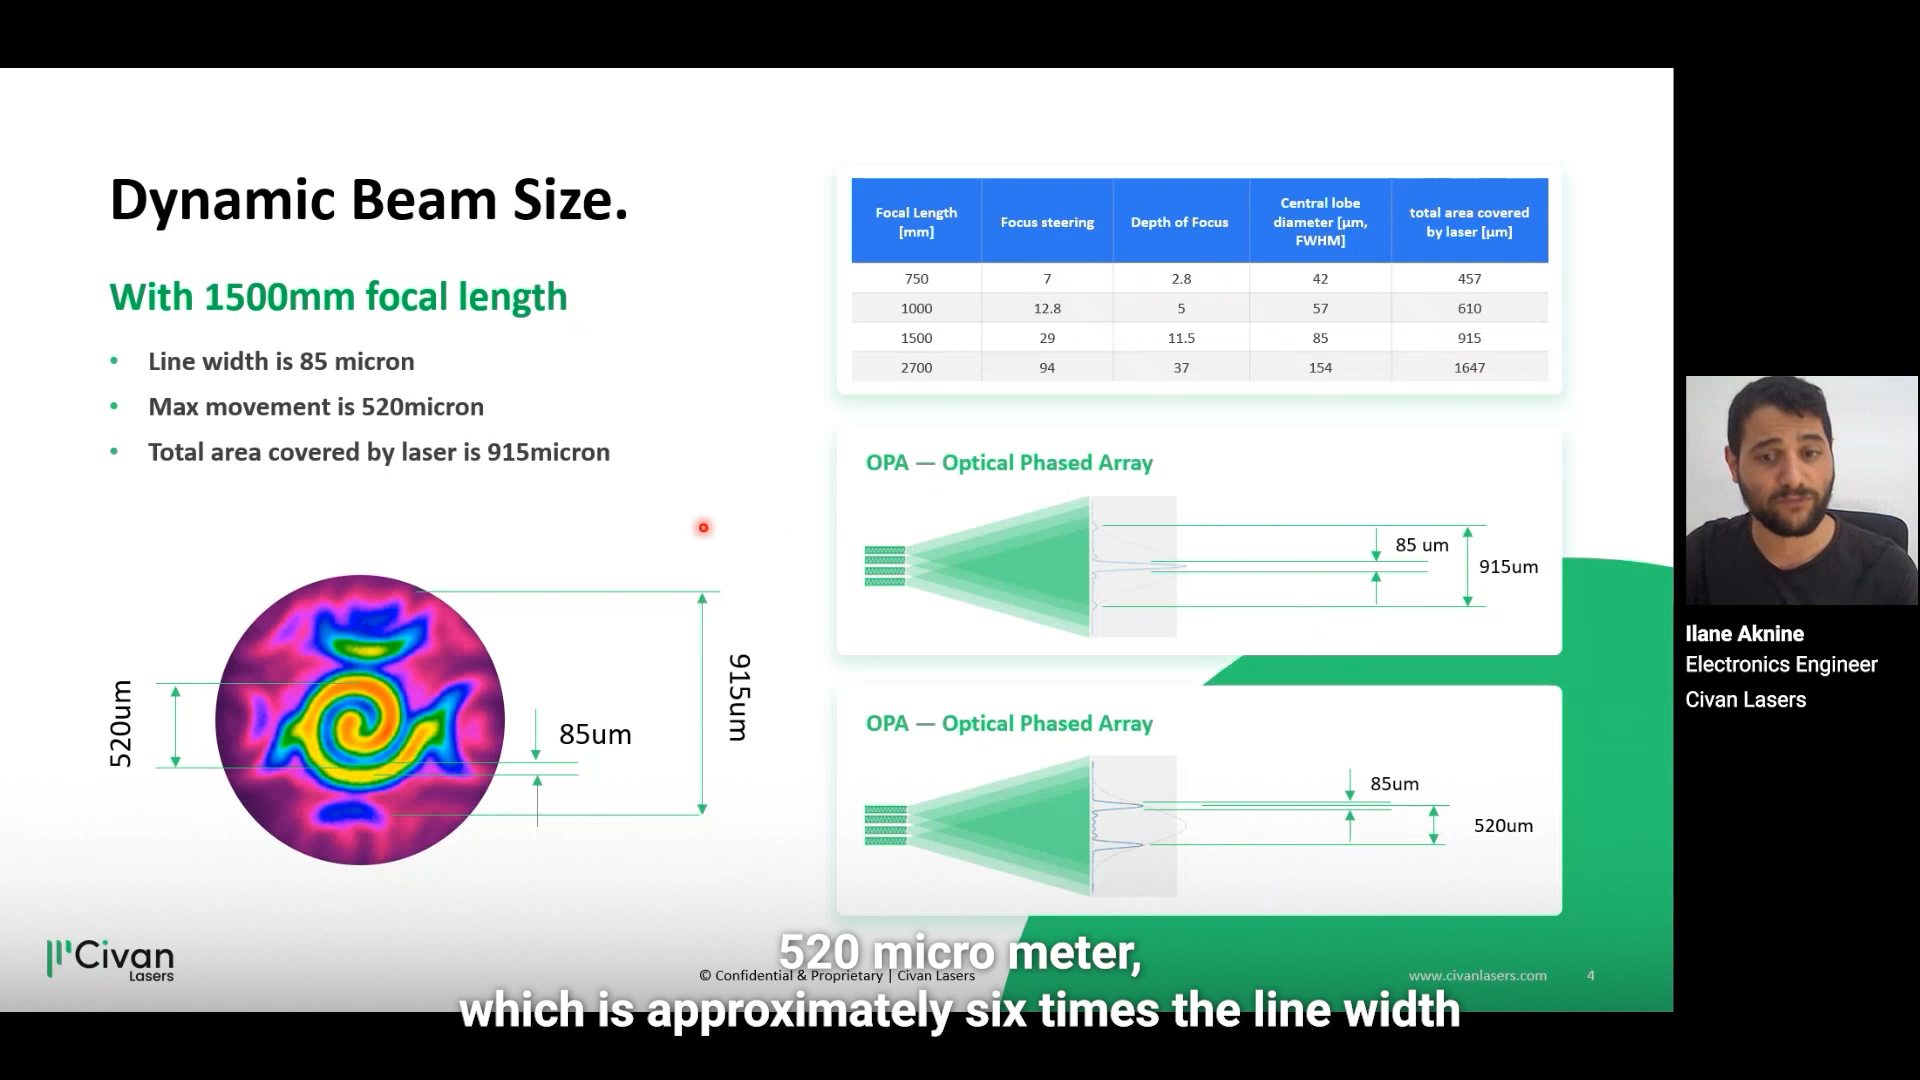 Dynamic Beam Size.
With 1500mm focal length
• Line width is 85 micron
• Max movement is 520micron
• Total area covered by laser is 915micron
520um
85um
915um
Focal Length [mm] Focus steering Depth of Focus Central lobe diameter [µm, FWHM] total area covered by laser [µm]
750 7 2.8 42 457
1000 12.8 5 57 610
1500 29 11.5 85 915
2700 94 37 154 1647
OPA — Optical Phased Array
85 um
915um
OPA — Optical Phased Array
85um
520um
Ilane Aknine
Electronics Engineer
Civan Lasers
Civan
Lasers
© Confidential & Proprietary | Civan Lasers
www.civanlasers.com 4
520 micro meter,
which is approximately six times the line width